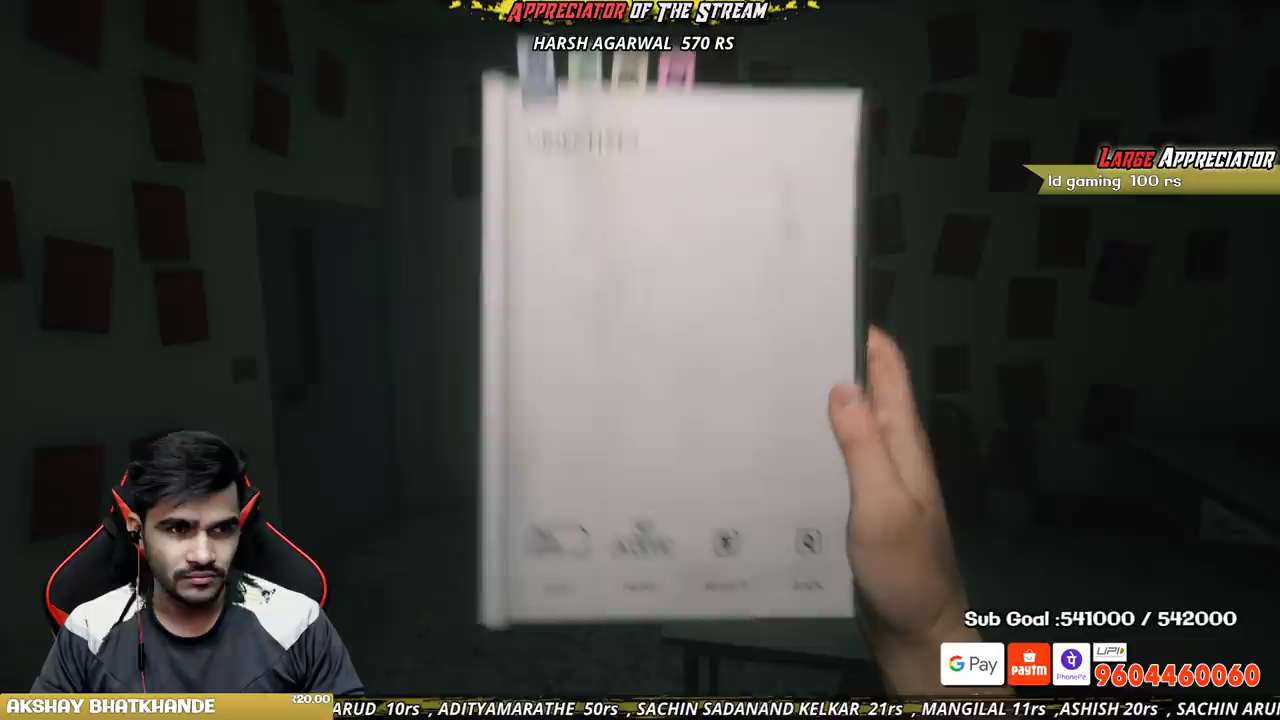 APPRECIATOR OF THE STREAM
HARSH AGARWAL 570 RS
LARGE APPRECIATOR
ld gaming 100 rs
Sub Goal :541000 / 542000
G Pay
paytm
PhonePe
UPI
9604460060
AKSHAY BHATKHANDE
₹20.00
ARUD 10rs , ADITYAMARATHE 50rs , SACHIN SADANAND KELKAR 21rs , MANGILAL 11rs ,ASHISH 20rs , SACHIN ARU